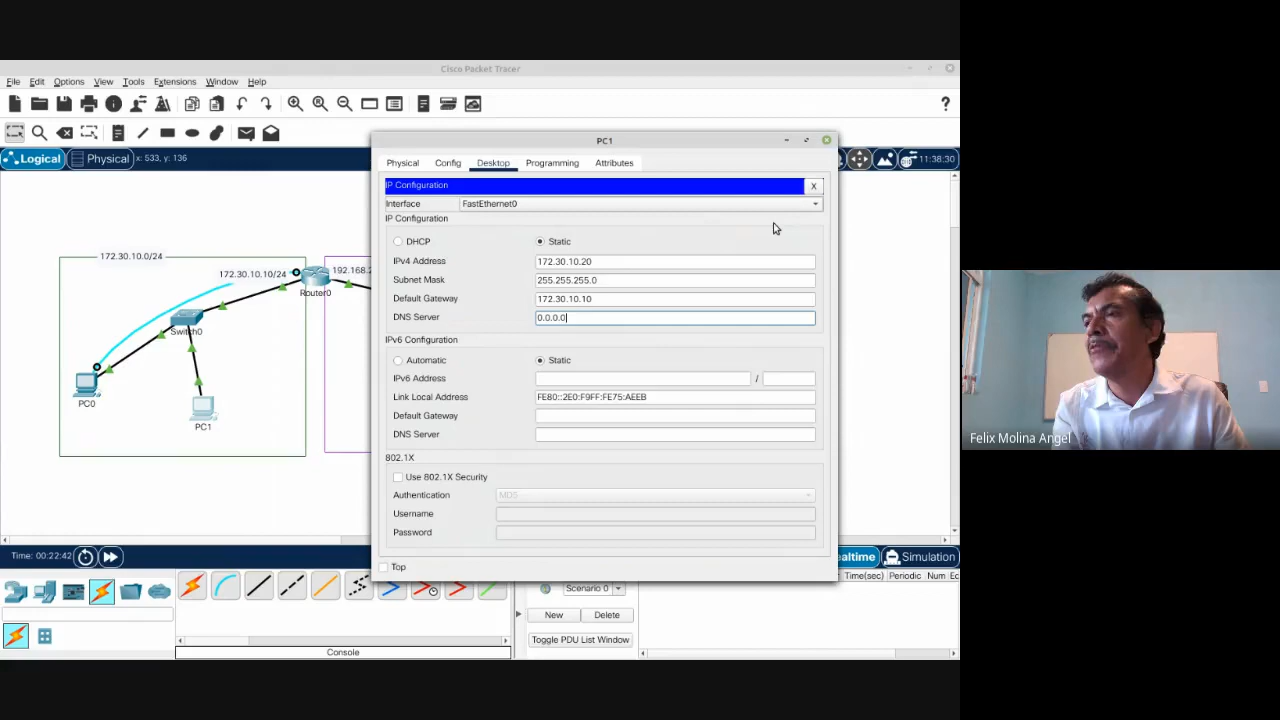 Cisco Packet Tracer
File Edit Options View Tools Extensions Window Help
?
Logical Physical x: 533, y: 136 11:38:30
PC1
Physical Config Desktop Programming Attributes
IP Configuration X
Interface FastEthernet0
IP Configuration
DHCP Static
IPv4 Address 172.30.10.20
Subnet Mask 255.255.255.0
Default Gateway 172.30.10.10
DNS Server 0.0.0.0
IPv6 Configuration
Automatic Static
IPv6 Address /
Link Local Address FE80::2E0:F9FF:FE75:AEEB
Default Gateway
DNS Server
802.1X
Use 802.1X Security
Authentication MD5
Username
Password
Top
172.30.10.0/24
172.30.10.10/24
192.168.2
Router0
Switch0
PC0
PC1
Felix Molina Angel
Time: 00:22:42
ealtime Simulation
Scenario 0
Time(sec) Periodic Num Ec
New Delete
Toggle PDU List Window
Console